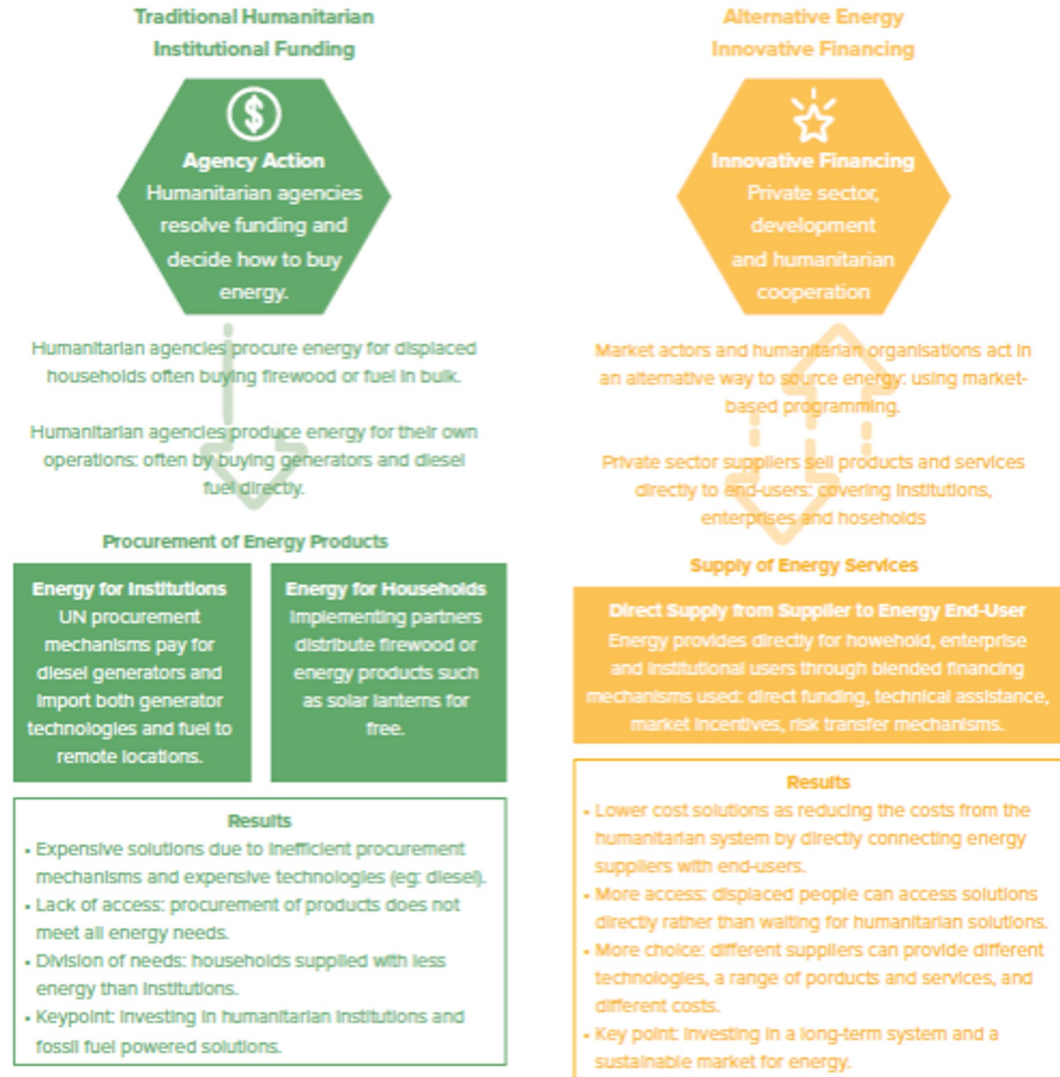 Traditional Humanitarian
Institutional Funding
Agency Action
Humanitarian agencies
resolve funding and
decide how to buy
energy.
Humanitarian agencies procure energy for displaced
households often buying firewood or fuel in bulk.
Humanitarian agencies produce energy for their own
operations: often by buying generators and diesel
fuel directly.
Procurement of Energy Products
Energy for Institutions
UN procurement
mechanisms pay for
diesel generators and
import both generator
technologies and fuel to
remote locations.
Energy for Households
Implementing partners
distribute firewood or
energy products such
as solar lanterns for
free.
Results
• Expensive solutions due to inefficient procurement
mechanisms and expensive technologies (eg: diesel).
• Lack of access: procurement of products does not
meet all energy needs.
• Division of needs: households supplied with less
energy than institutions.
• Keypoint: investing in humanitarian institutions and
fossil fuel powered solutions.
Alternative Energy
Innovative Financing
Innovative Financing
Private sector,
development
and humanitarian
cooperation
Market actors and humanitarian organisations act in
an alternative way to source energy: using market-
based programming.
Private sector suppliers sell products and services
directly to end-users: covering institutions,
enterprises and hoseholds
Supply of Energy Services
Direct Supply from Supplier to Energy End-User
Energy provides directly for howehold, enterprise
and institutional users through blended financing
mechanisms used: direct funding, technical assistance,
market incentives, risk transfer mechanisms.
Results
• Lower cost solutions as reducing the costs from the
humanitarian system by directly connecting energy
suppliers with end-users.
• More access: displaced people can access solutions
directly rather than waiting for humanitarian solutions.
• More choice: different suppliers can provide different
technologies, a range of porducts and services, and
different costs.
• Key point: investing in a long-term system and a
sustainable market for energy.